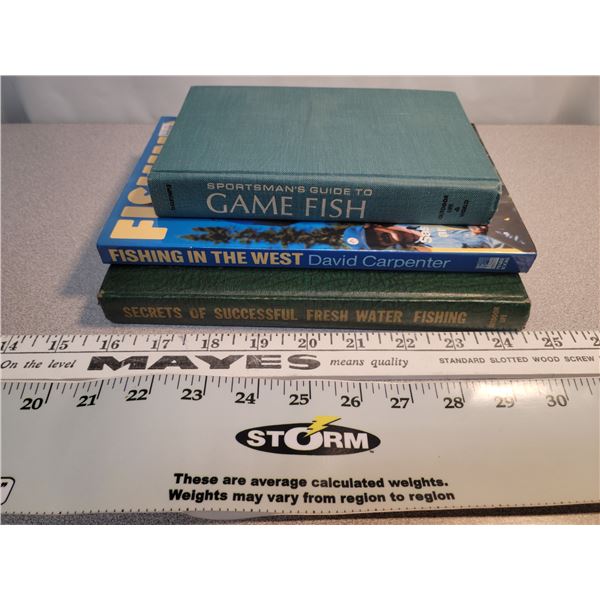 SPORTSMAN'S GUIDE TO
GAME FISH
OUTDOOR
LIFE
FISHING IN THE WEST David Carpenter
SECRETS OF SUCCESSFUL FRESH WATER FISHING
14 15 16 17 18 19 20 21 22 23 24 25 26
On the level MAYES means quality STANDARD SLOTTED WOOD SCREW
20 21 22 23 24 25 26 27 28 29 30
STORM
These are average calculated weights.
Weights may vary from region to region